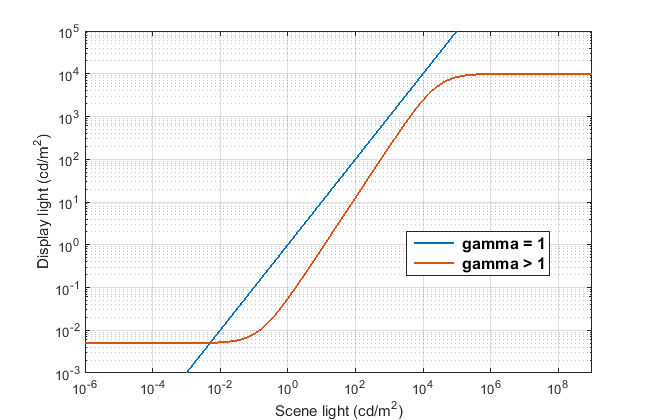 10^5
10^4
10^3
10^2
10^1
10^0
10^-1
10^-2
10^-3
Display light (cd/m^2)
gamma = 1
gamma > 1
10^-6 10^-4 10^-2 10^0 10^2 10^4 10^6 10^8
Scene light (cd/m^2)